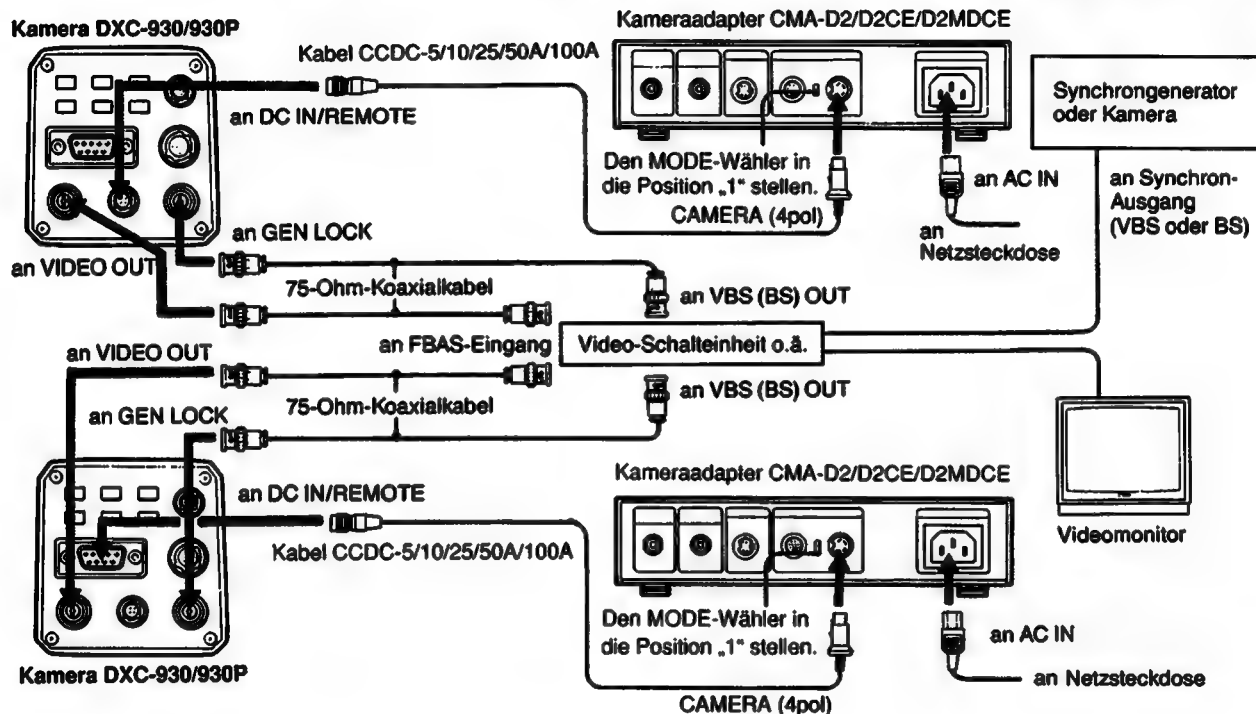 Kamera DXC-930/930P
Kabel CCDC-5/10/25/50A/100A
an DC IN/REMOTE
Kameraadapter CMA-D2/D2CE/D2MDCE
Den MODE-Wähler in
die Position „1“ stellen.
CAMERA (4pol)
an AC IN
an
Netzsteckdose
Synchrongenerator
oder Kamera
an Synchron-
Ausgang
(VBS oder BS)
an GEN LOCK
an VIDEO OUT
75-Ohm-Koaxialkabel
an VBS (BS) OUT
an FBAS-Eingang
Video-Schalteinheit o.ä.
an VIDEO OUT
75-Ohm-Koaxialkabel
an GEN LOCK
an VBS (BS) OUT
Videomonitor
an DC IN/REMOTE
Kabel CCDC-5/10/25/50A/100A
Kamera DXC-930/930P
Kameraadapter CMA-D2/D2CE/D2MDCE
Den MODE-Wähler in
die Position „1“ stellen.
CAMERA (4pol)
an AC IN
an Netzsteckdose